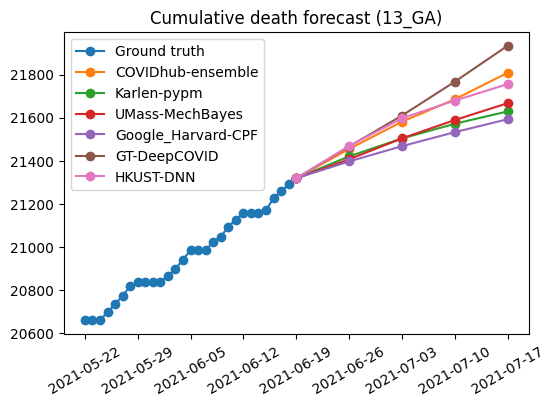 Cumulative death forecast (13_GA)
Ground truth
COVIDhub-ensemble
Karlen-pypm
UMass-MechBayes
Google_Harvard-CPF
GT-DeepCOVID
HKUST-DNN
21800
21600
21400
21200
21000
20800
20600
2021-05-22
2021-05-29
2021-06-05
2021-06-12
2021-06-19
2021-06-26
2021-07-03
2021-07-10
2021-07-17